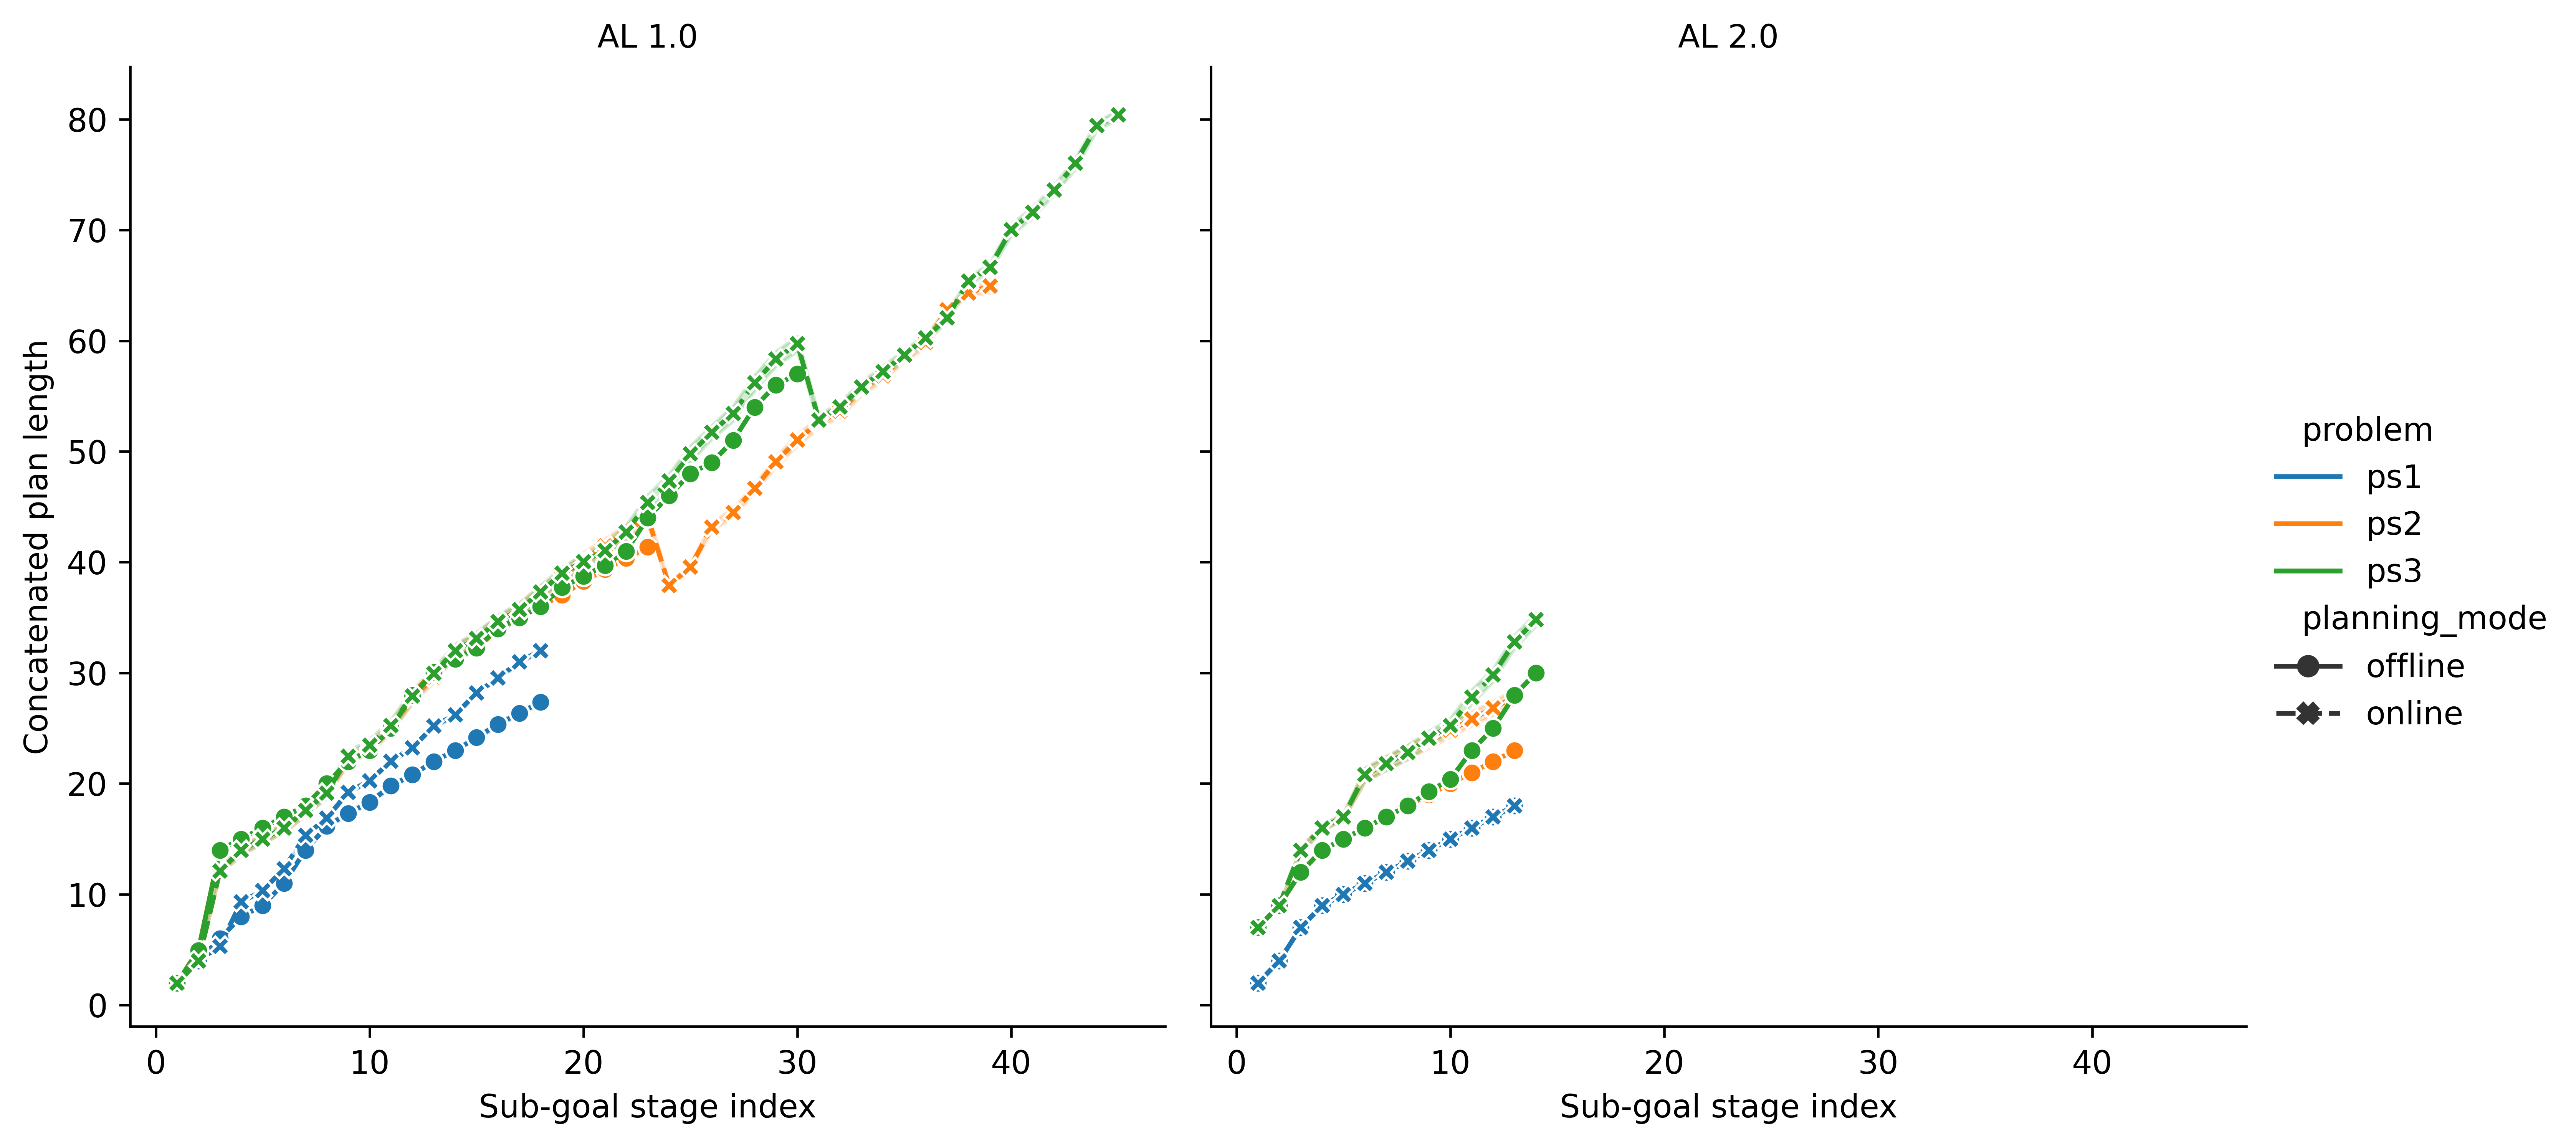 AL 1.0
AL 2.0
Concatenated plan length
80
70
60
50
40
30
20
10
0
0 10 20 30 40
0 10 20 30 40
Sub-goal stage index
Sub-goal stage index
problem
ps1
ps2
ps3
planning_mode
offline
online